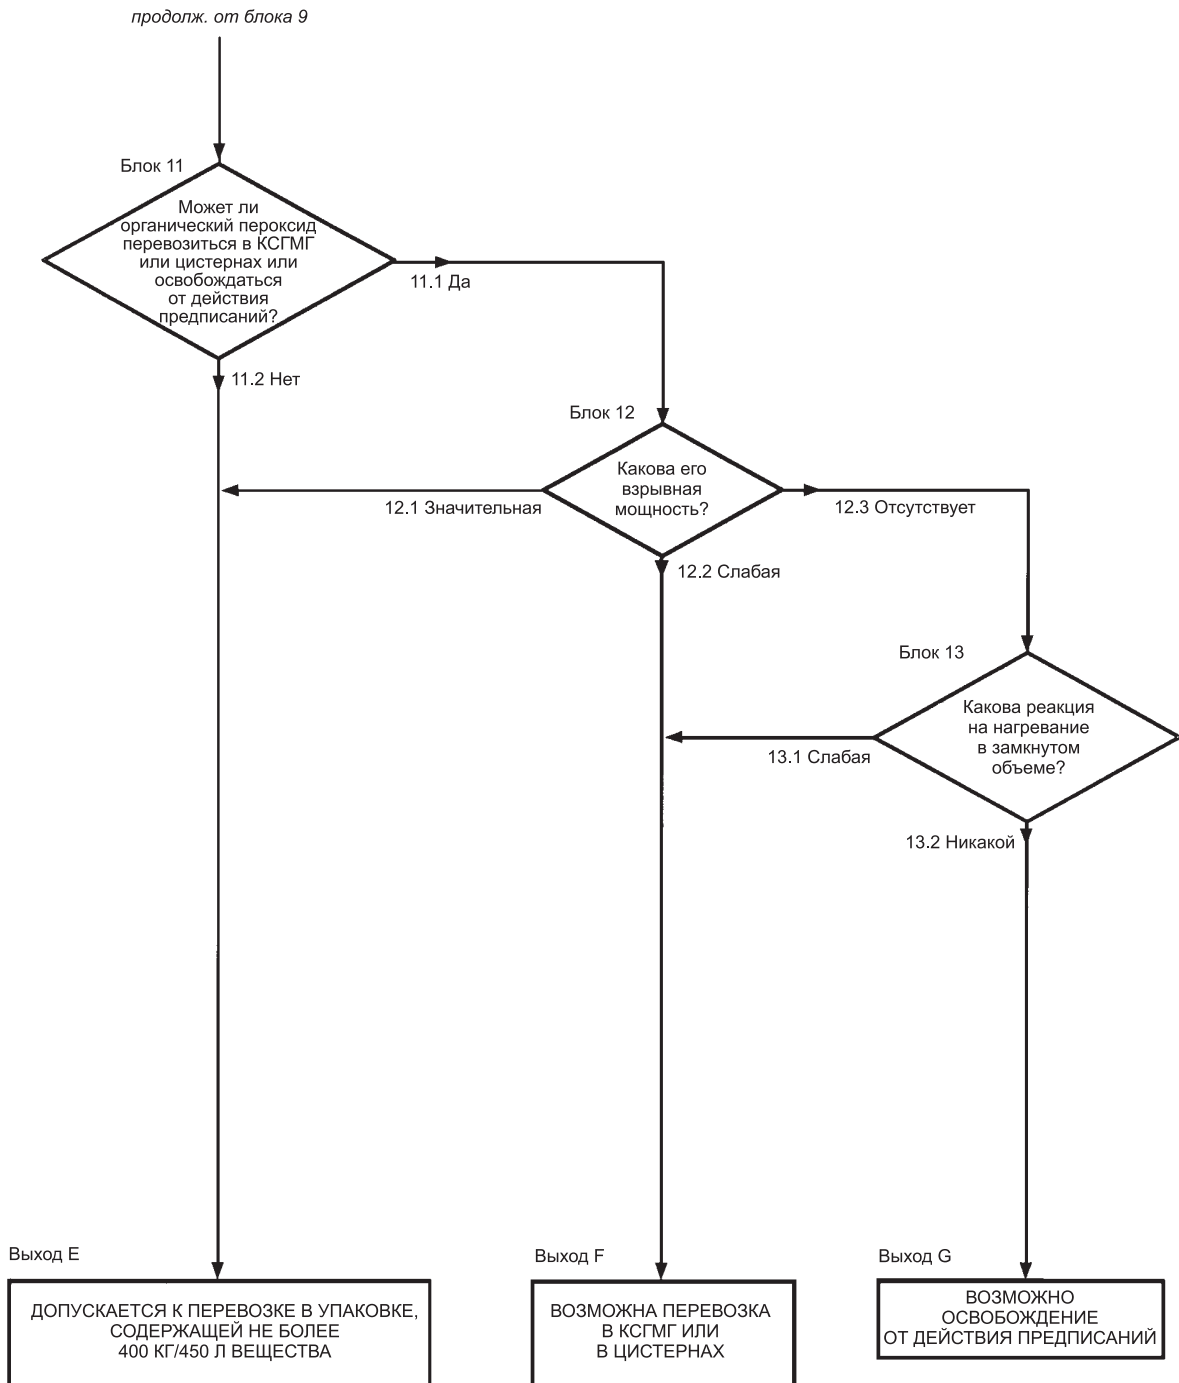 продолж. от блока 9
Блок 11
Может ли
органический пероксид
перевозиться в КСГМГ
или цистернах или
освобождаться
от действия
предписаний?
11.1 Да
11.2 Нет
Блок 12
Какова его
взрывная
мощность?
12.1 Значительная
12.3 Отсутствует
12.2 Слабая
Блок 13
Какова реакция
на нагревание
в замкнутом
объеме?
13.1 Слабая
13.2 Никакой
Выход E
ДОПУСКАЕТСЯ К ПЕРЕВОЗКЕ В УПАКОВКЕ,
СОДЕРЖАЩЕЙ НЕ БОЛЕЕ
400 КГ/450 Л ВЕЩЕСТВА
Выход F
ВОЗМОЖНА ПЕРЕВОЗКА
В КСГМГ ИЛИ
В ЦИСТЕРНАХ
Выход G
ВОЗМОЖНО
ОСВОБОЖДЕНИЕ
ОТ ДЕЙСТВИЯ ПРЕДПИСАНИЙ